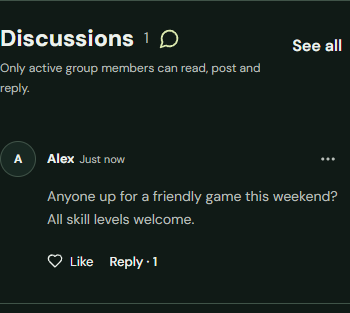 Discussions 1
See all
Only active group members can read, post and
reply.
A
Alex Just now
Anyone up for a friendly game this weekend?
All skill levels welcome.
Like Reply · 1